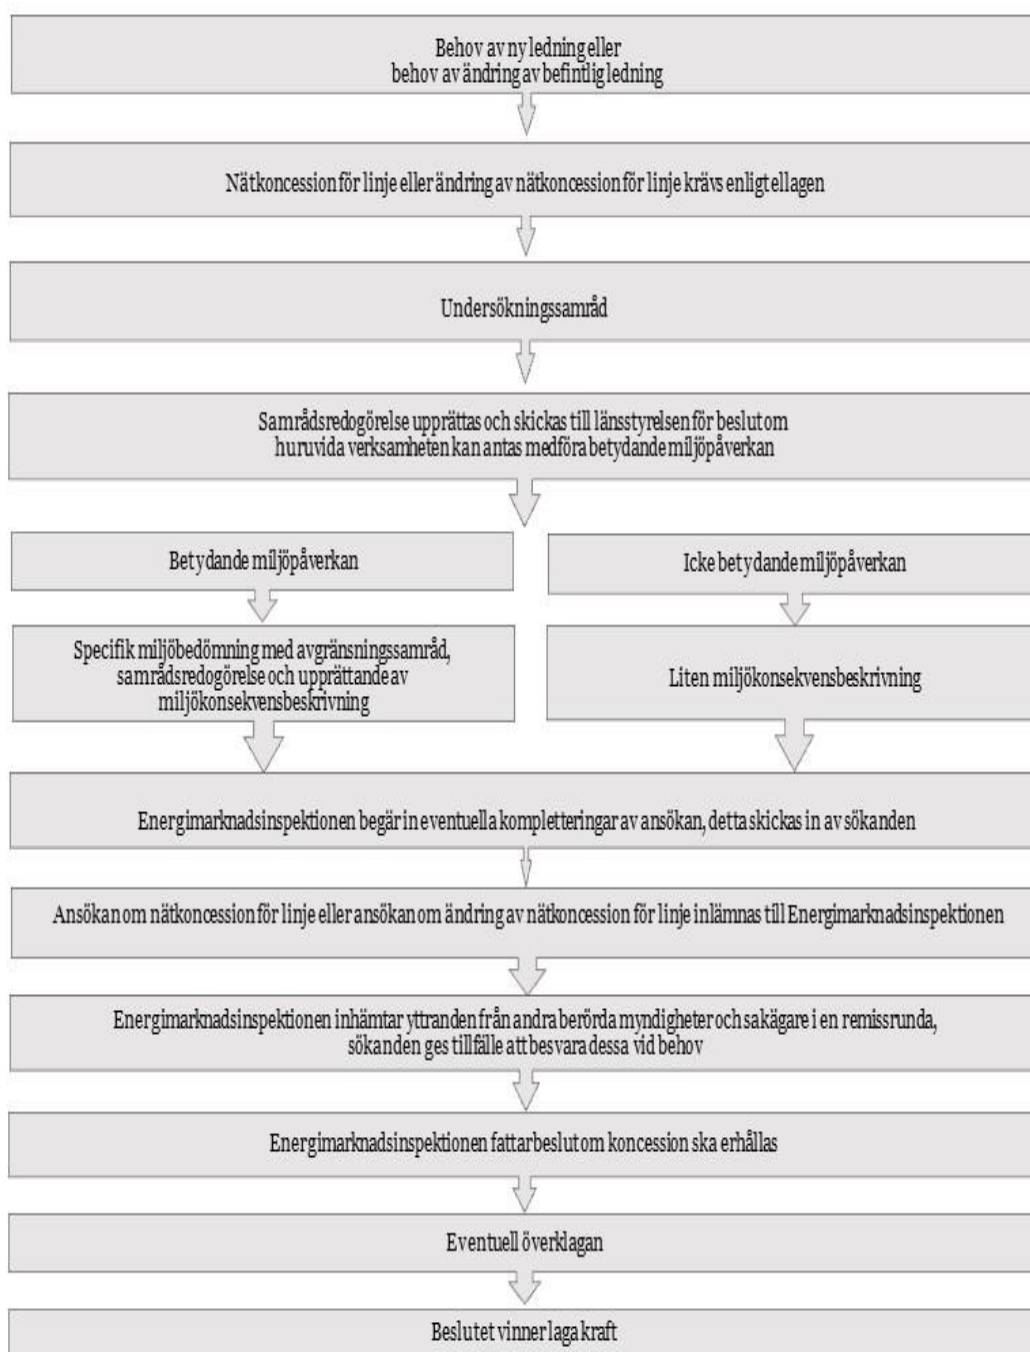 Behov av ny ledning eller
behov av ändring av befintlig ledning
Nätkoncession för linje eller ändring av nätkoncession för linje krävs enligt ellagen
Undersökningssamråd
Samrådsredogörelse upprättas och skickas till länsstyrelsen för beslut om
huruvida verksamheten kan antas medföra betydande miljöpåverkan
Betydande miljöpåverkan
Icke betydande miljöpåverkan
Specifik miljöbedömning med avgränsningssamråd,
samrådsredogörelse och upprättande av
miljökonsekvensbeskrivning
Liten miljökonsekvensbeskrivning
Energimarknadsinspektionen begär in eventuella kompletteringar av ansökan, detta skickas in av sökanden
Ansökan om nätkoncession för linje eller ansökan om ändring av nätkoncession för linje inlämnas till Energimarknadsinspektionen
Energimarknadsinspektionen inhämtar yttranden från andra berörda myndigheter och sakägare i en remissrunda,
sökanden ges tillfälle att besvara dessa vid behov
Energimarknadsinspektionen fattar beslut om koncession ska erhållas
Eventuell överklagan
Beslutet vinner laga kraft